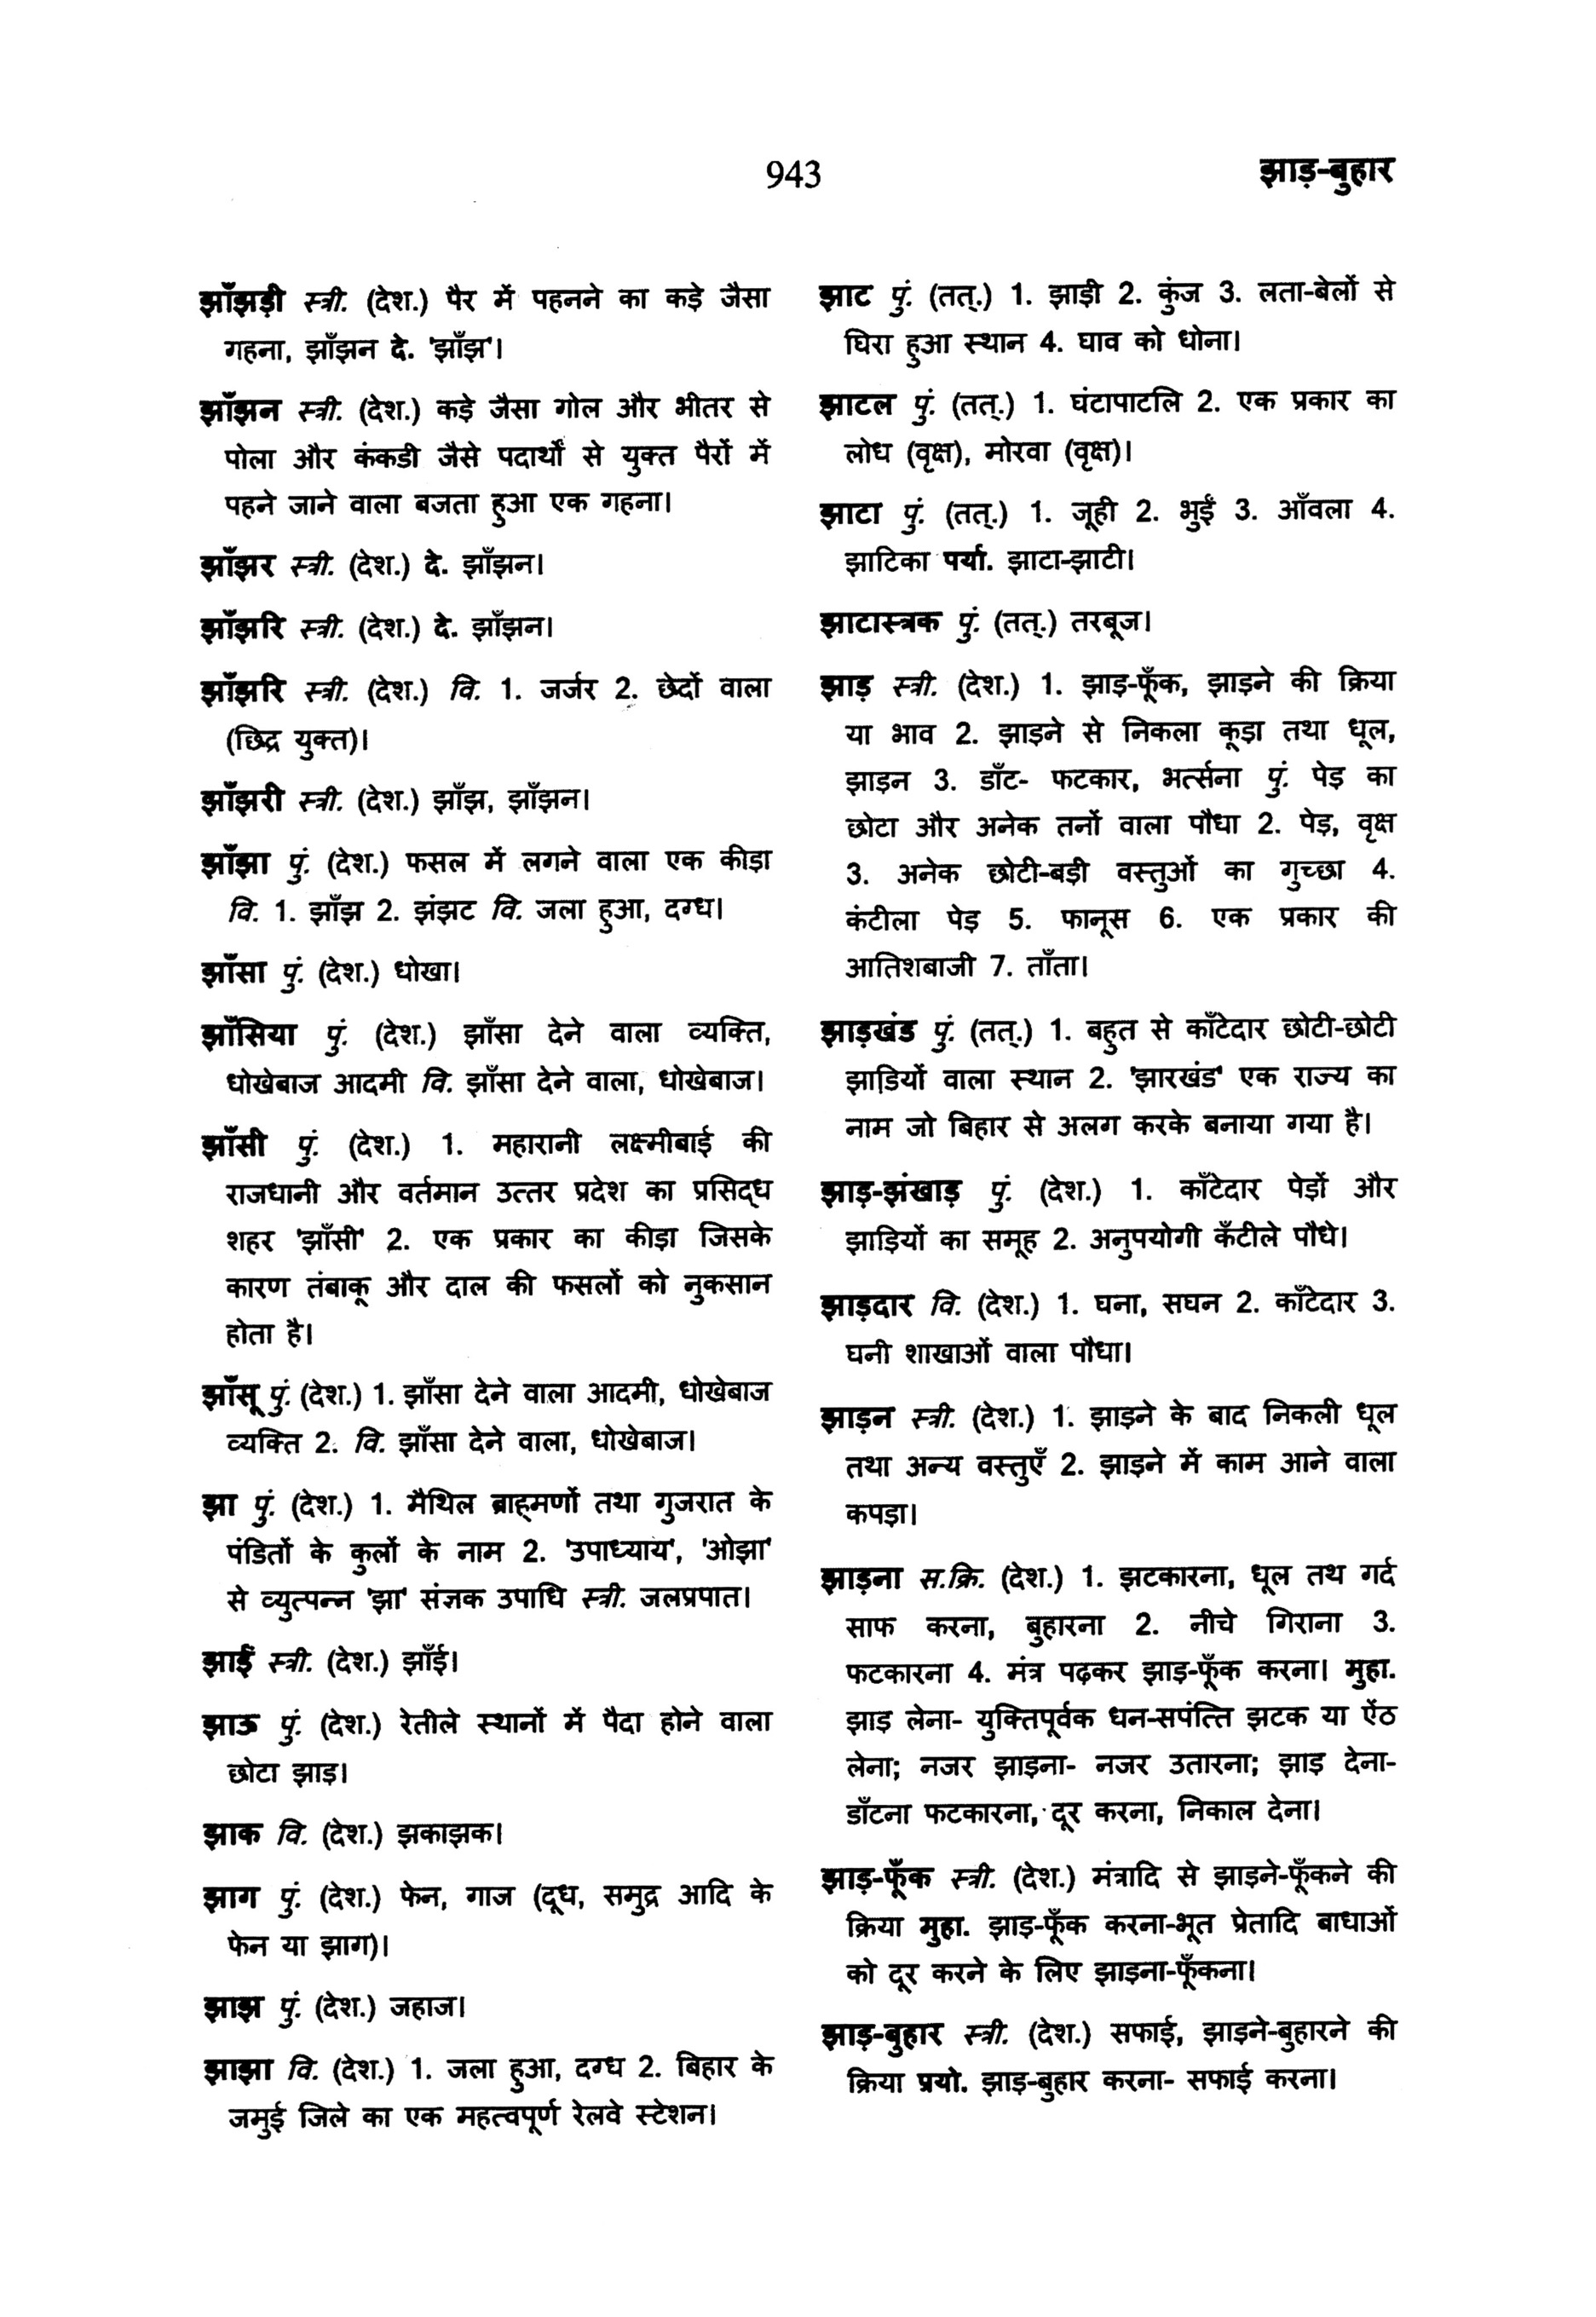 943
झाड़-बुहार
झाँझड़ी स्त्री. (देश.) पैर में पहनने का कड़े जैसा
गहना, झाँझन दे. 'झाँझ'।
झाँझन स्त्री. (देश.) कड़े जैसा गोल और भीतर से
पोला और कंकडी जैसे पदार्थों से युक्त पैरों में
पहने जाने वाला बजता हुआ एक गहना।
झाँझर स्त्री. (देश.) दे. झाँझन।
झाँझरि स्त्री. (देश.) दे. झाँझन।
झाँझरि स्त्री. (देश.) वि. 1. जर्जर 2. छेदों वाला
(छिद्र युक्त)।
झाँझरी स्त्री. (देश.) झाँझ, झाँझन।
झाँझा पुं. (देश.) फसल में लगने वाला एक कीड़ा
वि. 1. झाँझ 2. झंझट वि. जला हुआ, दग्ध।
झाँसा पुं. (देश.) धोखा।
झाँसिया पुं. (देश.) झाँसा देने वाला व्यक्ति,
धोखेबाज आदमी वि. झाँसा देने वाला, धोखेबाज।
झाँसी पुं. (देश.) 1. महारानी लक्ष्मीबाई की
राजधानी और वर्तमान उत्तर प्रदेश का प्रसिद्ध
शहर 'झाँसी' 2. एक प्रकार का कीड़ा जिसके
कारण तंबाकू और दाल की फसलों को नुकसान
होता है।
झाँसू पुं. (देश.) 1. झाँसा देने वाला आदमी, धोखेबाज
व्यक्ति 2. वि. झाँसा देने वाला, धोखेबाज।
झा पुं. (देश.) 1. मैथिल ब्राह्मणों तथा गुजरात के
पंडितों के कुलों के नाम 2. 'उपाध्याय', 'ओझा'
से व्युत्पन्न 'झा' संज्ञक उपाधि स्त्री. जलप्रपात।
झाईं स्त्री. (देश.) झाँई।
झाऊ पुं. (देश.) रेतीले स्थानों में पैदा होने वाला
छोटा झाड़।
झाक वि. (देश.) झकाझक।
झाग पुं. (देश.) फेन, गाज (दूध, समुद्र आदि के
फेन या झाग)।
झाझ पुं. (देश.) जहाज।
झाझा वि. (देश.) 1. जला हुआ, दग्ध 2. बिहार के
जमुई जिले का एक महत्वपूर्ण रेलवे स्टेशन।
झाट पुं. (तत्.) 1. झाड़ी 2. कुंज 3. लता-बेलों से
घिरा हुआ स्थान 4. घाव को धोना।
झाटल पुं. (तत्.) 1. घंटापाटलि 2. एक प्रकार का
लोध (वृक्ष), मोरवा (वृक्ष)।
झाटा पुं. (तत्.) 1. जूही 2. भुईं 3. आँवला 4.
झाटिका पर्या. झाटा-झाटी।
झाटास्त्रक पुं. (तत्.) तरबूज।
झाड़ स्त्री. (देश.) 1. झाड़-फूँक, झाड़ने की क्रिया
या भाव 2. झाड़ने से निकला कूड़ा तथा धूल,
झाड़न 3. डाँट- फटकार, भर्त्सना पुं. पेड़ का
छोटा और अनेक तनों वाला पौधा 2. पेड़, वृक्ष
3. अनेक छोटी-बड़ी वस्तुओं का गुच्छा 4.
कंटीला पेड़ 5. फानूस 6. एक प्रकार की
आतिशबाजी 7. ताँता।
झाड़खंड पुं. (तत्.) 1. बहुत से काँटेदार छोटी-छोटी
झाडि़यों वाला स्थान 2. 'झारखंड' एक राज्य का
नाम जो बिहार से अलग करके बनाया गया है।
झाड़-झंखाड़ पुं. (देश.) 1. काँटेदार पेड़ों और
झाड़ियों का समूह 2. अनुपयोगी कँटीले पौधे।
झाड़दार वि. (देश.) 1. घना, सघन 2. काँटेदार 3.
घनी शाखाओं वाला पौधा।
झाड़न स्त्री. (देश.) 1. झाड़ने के बाद निकली धूल
तथा अन्य वस्तुएँ 2. झाड़ने में काम आने वाला
कपड़ा।
झाड़ना स.क्रि. (देश.) 1. झटकारना, धूल तथ गर्द
साफ करना, बुहारना 2. नीचे गिराना 3.
फटकारना 4. मंत्र पढ़कर झाड़-फूँक करना। मुहा.
झाड़ लेना- युक्तिपूर्वक धन-सपंत्ति झटक या ऐंठ
लेना; नजर झाड़ना- नजर उतारना; झाड़ देना-
डाँटना फटकारना, दूर करना, निकाल देना।
झाड़-फूँक स्त्री. (देश.) मंत्रादि से झाड़ने-फूँकने की
क्रिया मुहा. झाड़-फूँक करना-भूत प्रेतादि बाधाओं
को दूर करने के लिए झाड़ना-फूँकना।
झाड़-बुहार स्त्री. (देश.) सफाई, झाड़ने-बुहारने की
क्रिया प्रयो. झाड़-बुहार करना- सफाई करना।